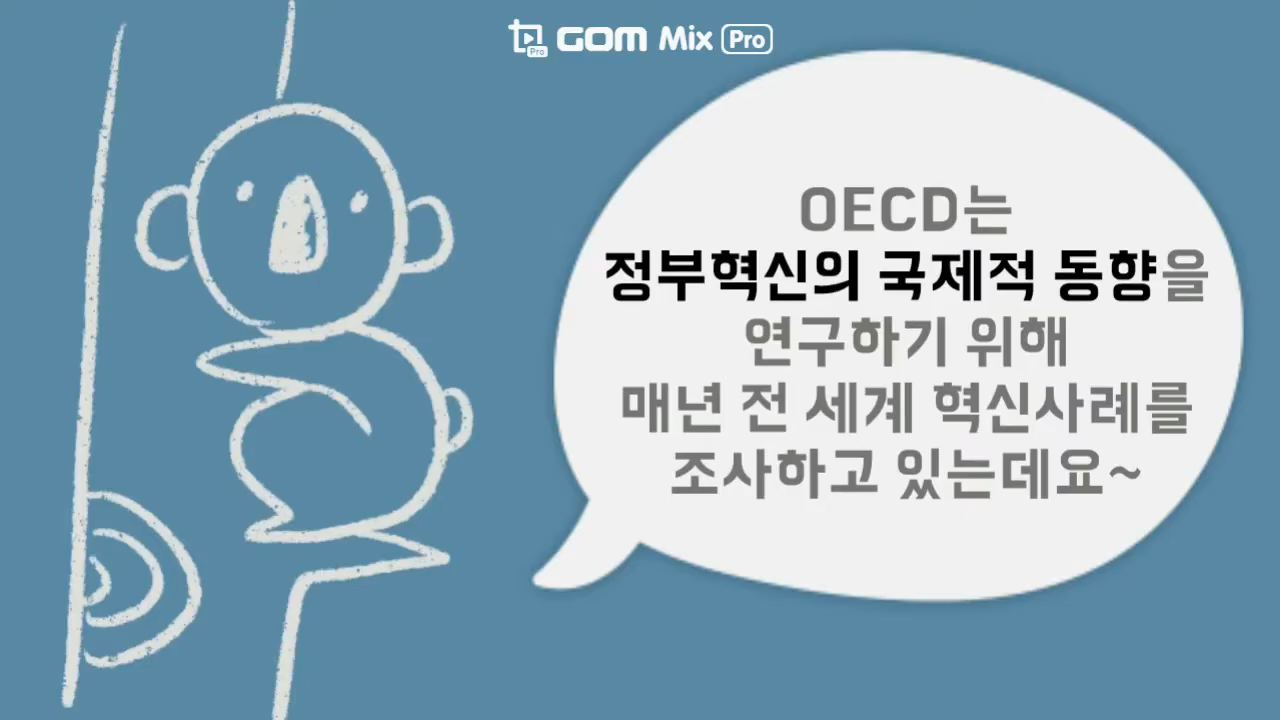 Pro GOM Mix Pro
OECD는
정부혁신의 국제적 동향을
연구하기 위해
매년 전 세계 혁신사례를
조사하고 있는데요~